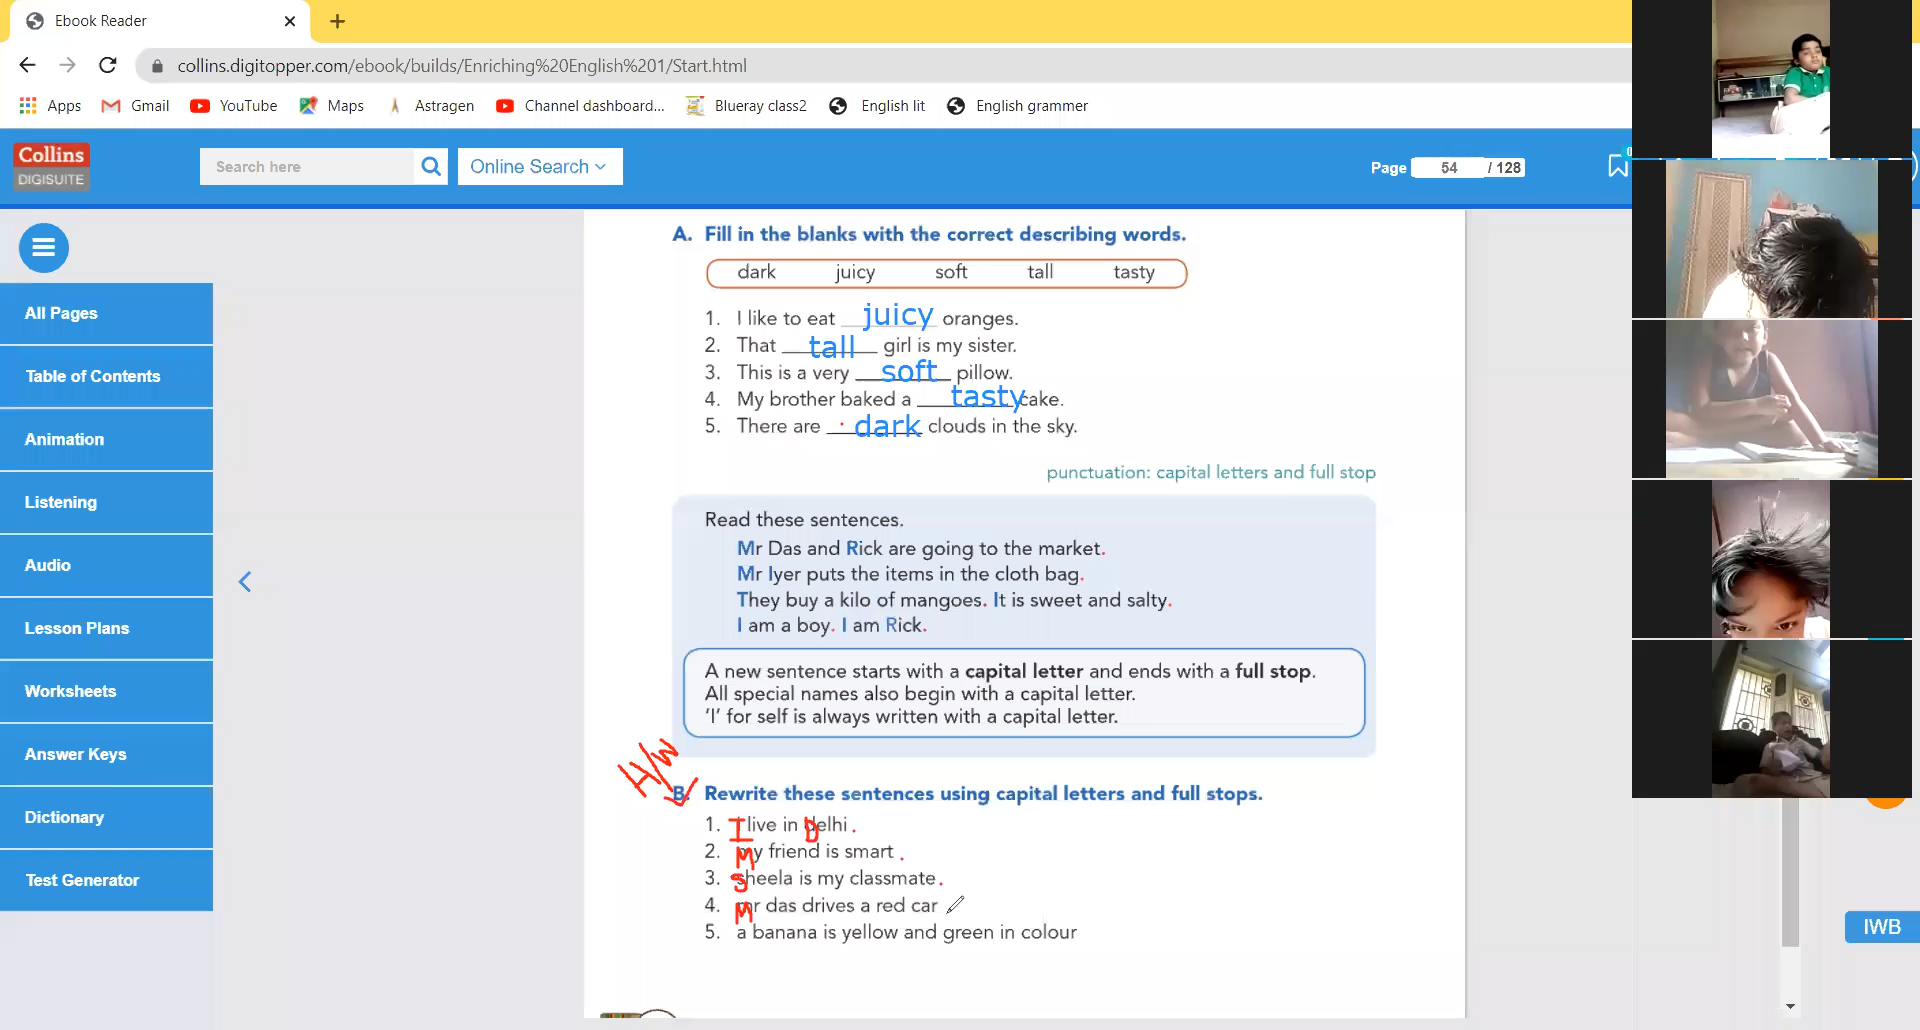 Ebook Reader
collins.digitopper.com/ebook/builds/Enriching%20English%201/Start.html
Apps Gmail YouTube Maps Astragen Channel dashboard... Blueray class2 English lit English grammer
Collins
DIGISUITE
Search here
Online Search
Page 54 / 128
All Pages
Table of Contents
Animation
Listening
Audio
Lesson Plans
Worksheets
Answer Keys
Dictionary
Test Generator
A. Fill in the blanks with the correct describing words.
dark juicy soft tall tasty
1. I like to eat juicy oranges.
2. That tall girl is my sister.
3. This is a very soft pillow.
4. My brother baked a tasty cake.
5. There are dark clouds in the sky.
punctuation: capital letters and full stop
Read these sentences.
Mr Das and Rick are going to the market.
Mr Iyer puts the items in the cloth bag.
They buy a kilo of mangoes. It is sweet and salty.
I am a boy. I am Rick.
A new sentence starts with a capital letter and ends with a full stop.
All special names also begin with a capital letter.
‘I’ for self is always written with a capital letter.
H/W
B. Rewrite these sentences using capital letters and full stops.
1. I live in Delhi .
2. My friend is smart .
3. Sheela is my classmate.
4. Mr das drives a red car
5. a banana is yellow and green in colour
IWB